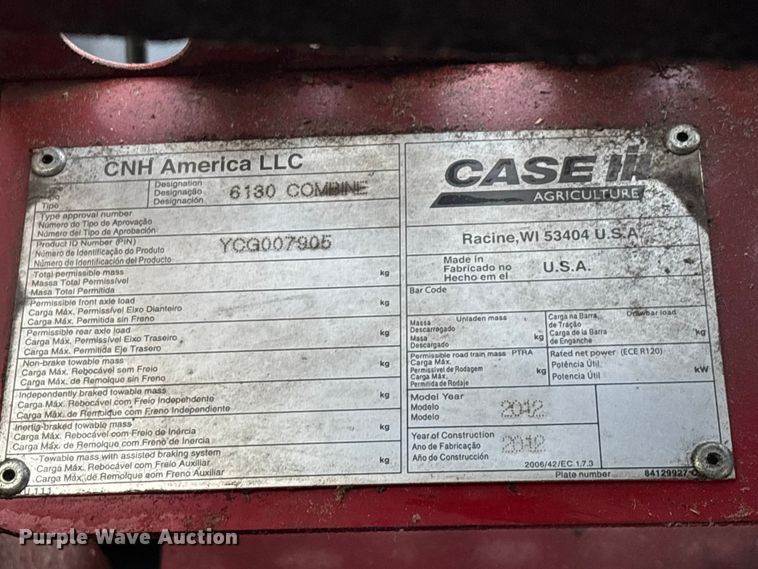 CNH America LLC
Tipo
Designation
Designação
Designación
6130 COMBINE
Type approval number
Número do Tipo de Aprovação
Número del Tipo de Aprobación
Product ID Number (PIN)
Número de Identificação do Produto
Número de Identificación del Producto
YCG007905
Total permissible mass
Massa Total Permissível
Masa Total Permitida
kg
Permissible front axle load
Carga Máx. Permissível Eixo Dianteiro
Carga Máx. Permitida sin Freno
kg
Permissible rear axle load
Carga Máx. Permissível Eixo Traseiro
Carga Máx. Permitida Eje Trasero
kg
Non-brake towable mass
Carga Máx. Rebocável sem Freio
Carga Máx. de Remolque sin Freno
kg
Independently braked towable mass
Carga Máx. Rebocável com Freio Independente
Carga Máx. de Remolque con Freno Independiente
kg
Inertia-braked towable mass
Carga Máx. Rebocável com Freio de Inércia
Carga Máx. de Remolque con Freno de Inercia
kg
Towable mass with assisted braking system
Carga Máx. Rebocável com Freio Auxiliar
Carga Máx. de Remolque con Freno Auxiliar
kg
CASE IH
AGRICULTURE
Racine, WI 53404 U.S.A.
Made in
Fabricado no
Hecho em el
U.S.A.
Bar Code
Massa Unladen mass
Descarregado
Masa
Descargado
kg
Carga na Barra Drawbar load
de Tração
Carga de la Barra
de Enganche
kg
Permissible road train mass PTRA
Carga Máx.
Permissível de Rodagem
Carga Máx.
Permitida de Rodaje
kg
Rated net power (ECE R120)
Potência Útil
Potencia Útil
kW
Model Year
Modelo
Modelo
2012
Year of Construction
Ano de Fabricação
Año de Construcción
2012
2006/42/EC 1.7.3
Plate number 84129927
Purple Wave Auction